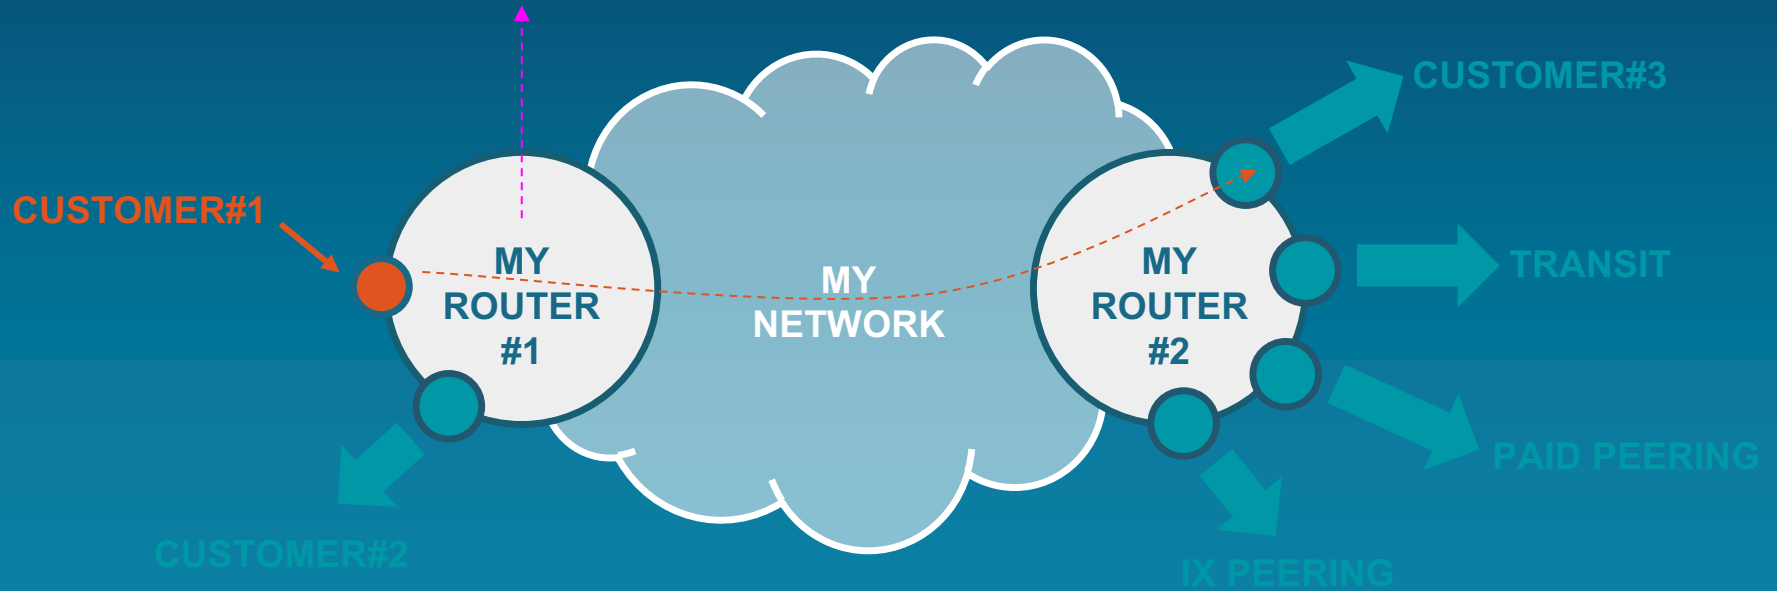 CUSTOMER#3
CUSTOMER#1
MY
ROUTER
#1
MY
NETWORK
MY
ROUTER
#2
TRANSIT
PAID PEERING
CUSTOMER#2
IX PEERING